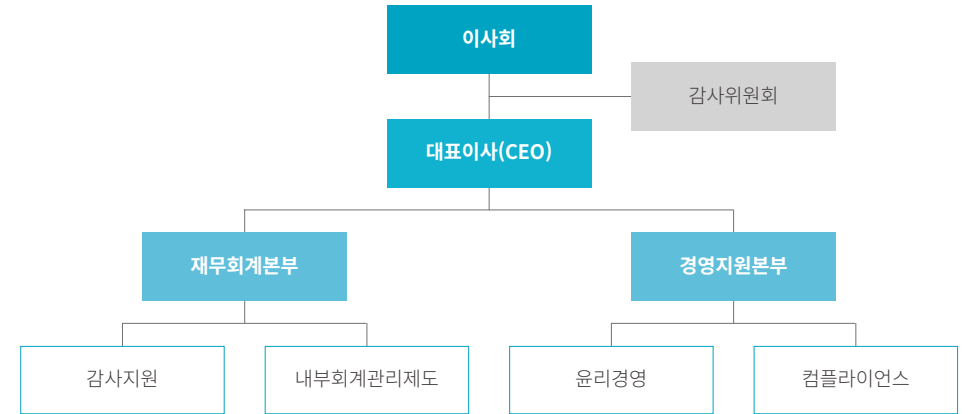 이사회
감사위원회
대표이사(CEO)
재무회계본부
경영지원본부
감사지원
내부회계관리제도
윤리경영
컴플라이언스